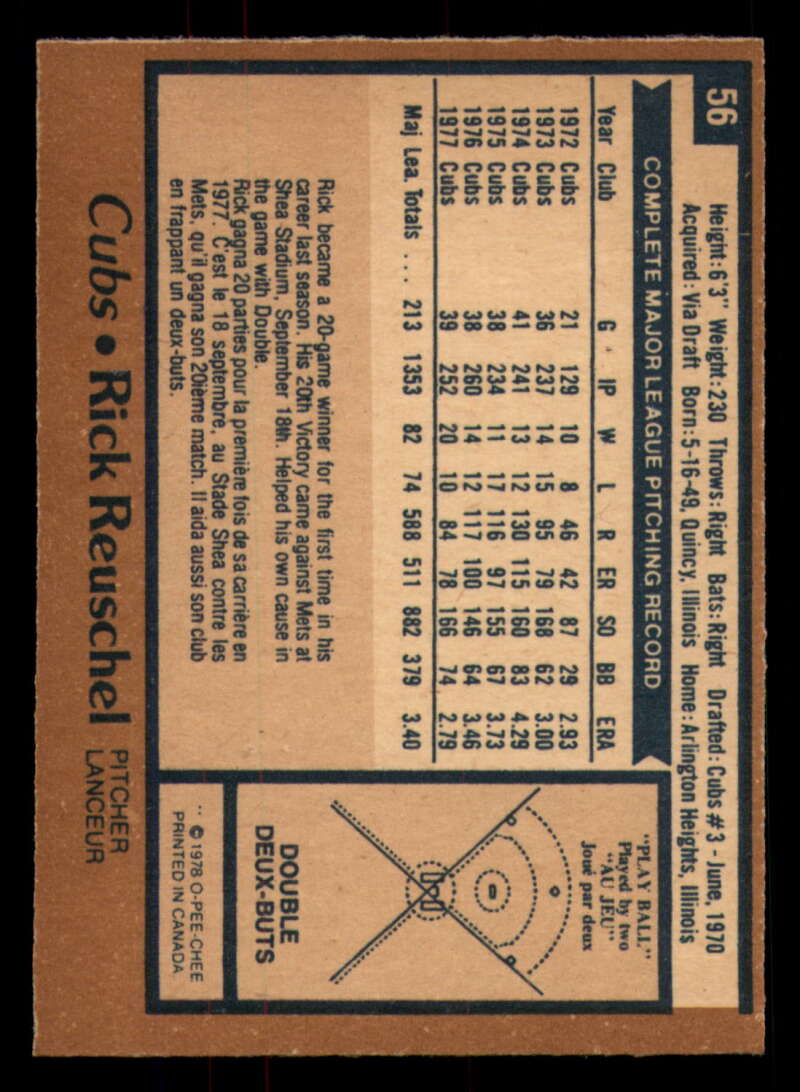 56
Height: 6'3" Weight: 230 Throws: Right Bats: Right Drafted: Cubs #3 - June, 1970
Acquired: Via Draft Born: 5-16-49, Quincy, Illinois Home: Arlington Heights, Illinois
COMPLETE MAJOR LEAGUE PITCHING RECORD
Year Club G IP W L R ER SO BB ERA
1972 Cubs 21 129 10 8 46 42 87 29 2.93
1973 Cubs 36 237 14 15 95 79 168 62 3.00
1974 Cubs 41 241 13 12 130 115 160 83 4.29
1975 Cubs 38 234 11 17 116 97 155 67 3.73
1976 Cubs 38 260 14 12 117 100 146 64 3.46
1977 Cubs 39 252 20 10 84 78 166 74 2.79
Maj. Lea. Totals ... 213 1353 82 74 588 511 882 379 3.40
Rick became a 20-game winner for the first time in his
career last season. His 20th Victory came against Mets at
Shea Stadium, September 18th. Helped his own cause in
the game with Double.
Rick gagna 20 parties pour la première fois de sa carrière en
1977. C'est le 18 septembre, au Stade Shea contre les
Mets, qu'il gagna son 20ième match. Il aida aussi son club
en frappant un deux-buts.
"PLAY BALL"
Played by two
"AU JEU"
Joué par deux
DOUBLE
DEUX-BUTS
** © 1978 O-PEE-CHEE
PRINTED IN CANADA.
Cubs • Rick Reuschel PITCHER
LANCEUR